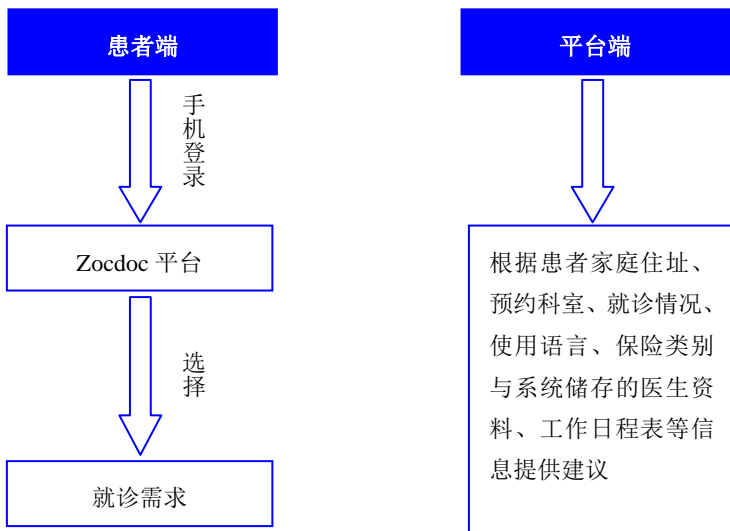 患者端
手机登录
Zocdoc 平台
选择
就诊需求
平台端
根据患者家庭住址、
预约科室、就诊情况、
使用语言、保险类别
与系统储存的医生资
料、工作日程表等信
息提供建议